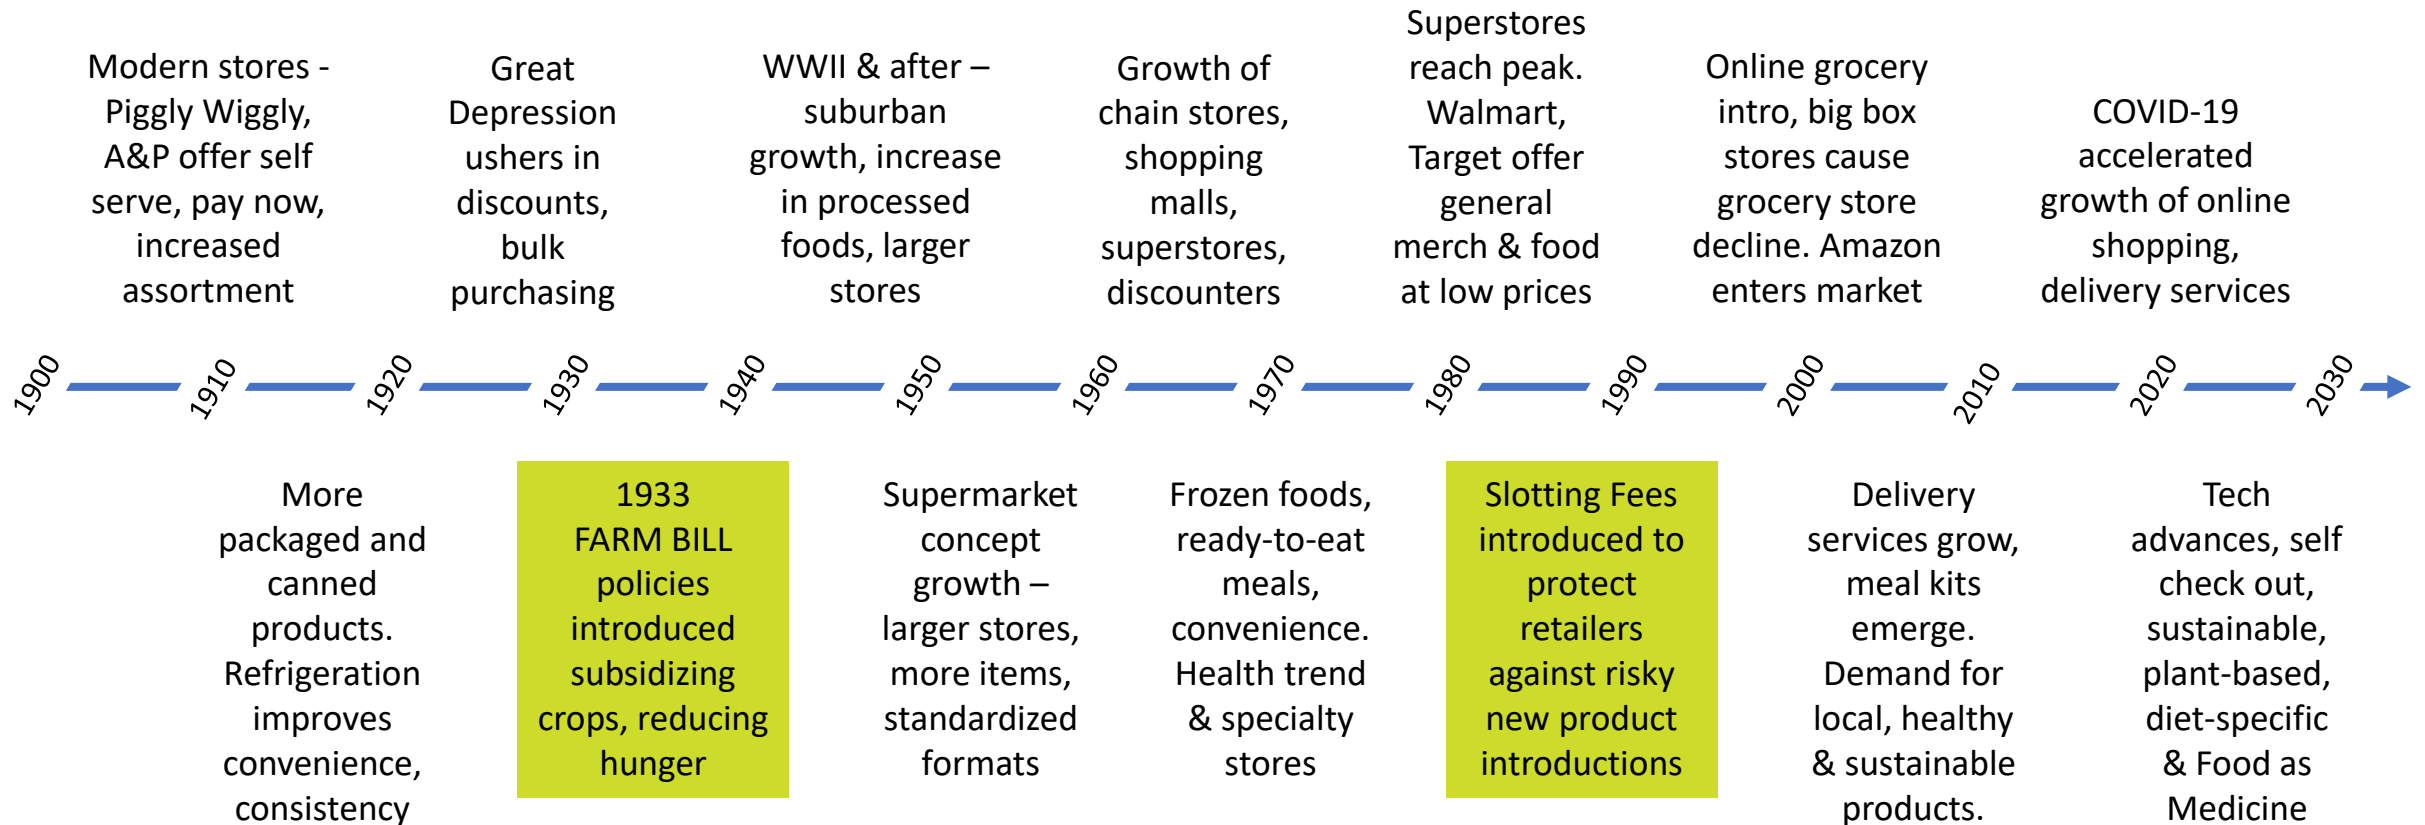 Modern stores -
Piggly Wiggly,
A&P offer self
serve, pay now,
increased
assortment
Great
Depression
ushers in
discounts,
bulk
purchasing
WWII & after –
suburban
growth, increase
in processed
foods, larger
stores
Growth of
chain stores,
shopping
malls,
superstores,
discounters
Superstores
reach peak.
Walmart,
Target offer
general
merch & food
at low prices
Online grocery
intro, big box
stores cause
grocery store
decline. Amazon
enters market
COVID-19
accelerated
growth of online
shopping,
delivery services
1900
1910
1920
1930
1940
1950
1960
1970
1980
1990
2000
2010
2020
2030
More
packaged and
canned
products.
Refrigeration
improves
convenience,
consistency
1933
FARM BILL
policies
introduced
subsidizing
crops, reducing
hunger
Supermarket
concept
growth –
larger stores,
more items,
standardized
formats
Frozen foods,
ready-to-eat
meals,
convenience.
Health trend
& specialty
stores
Slotting Fees
introduced to
protect
retailers
against risky
new product
introductions
Delivery
services grow,
meal kits
emerge.
Demand for
local, healthy
& sustainable
products.
Tech
advances, self
check out,
sustainable,
plant-based,
diet-specific
& Food as
Medicine